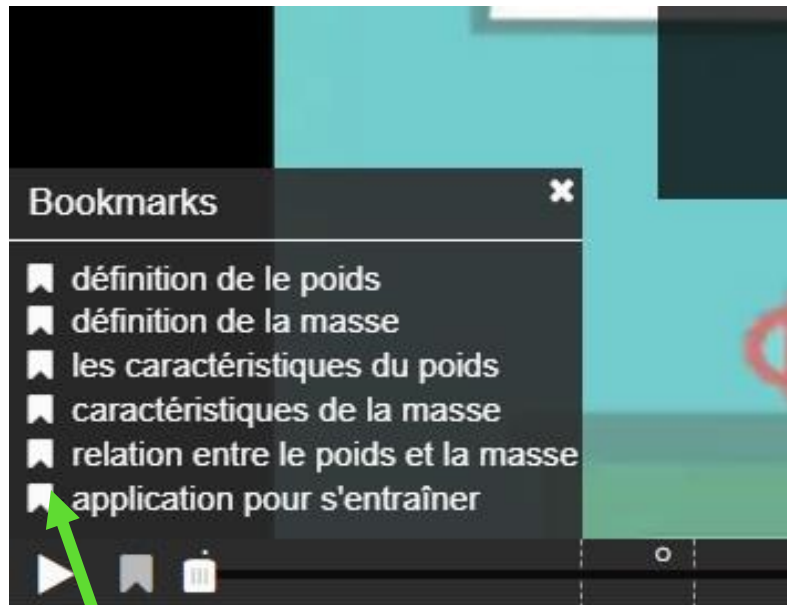 Bookmarks
définition de le poids
définition de la masse
les caractéristiques du poids
caractéristiques de la masse
relation entre le poids et la masse
application pour s'entraîner